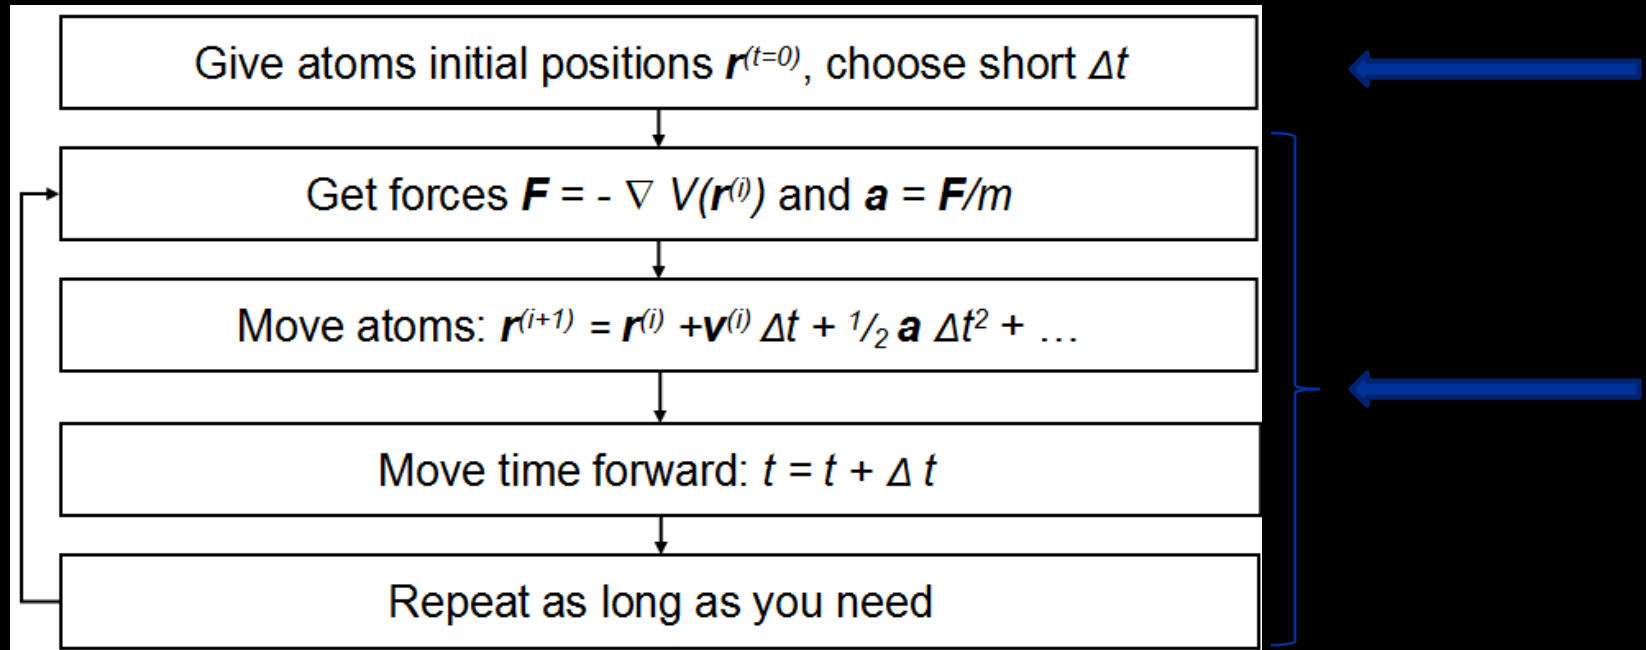 Give atoms initial positions r⁽ᵗ⁼⁰⁾, choose short Δt
Get forces F = - ∇ V(r⁽ⁱ⁾) and a = F/m
Move atoms: r⁽ⁱ⁺¹⁾ = r⁽ⁱ⁾ +v⁽ⁱ⁾ Δt + ¹/₂ a Δt² + …
Move time forward: t = t + Δ t
Repeat as long as you need